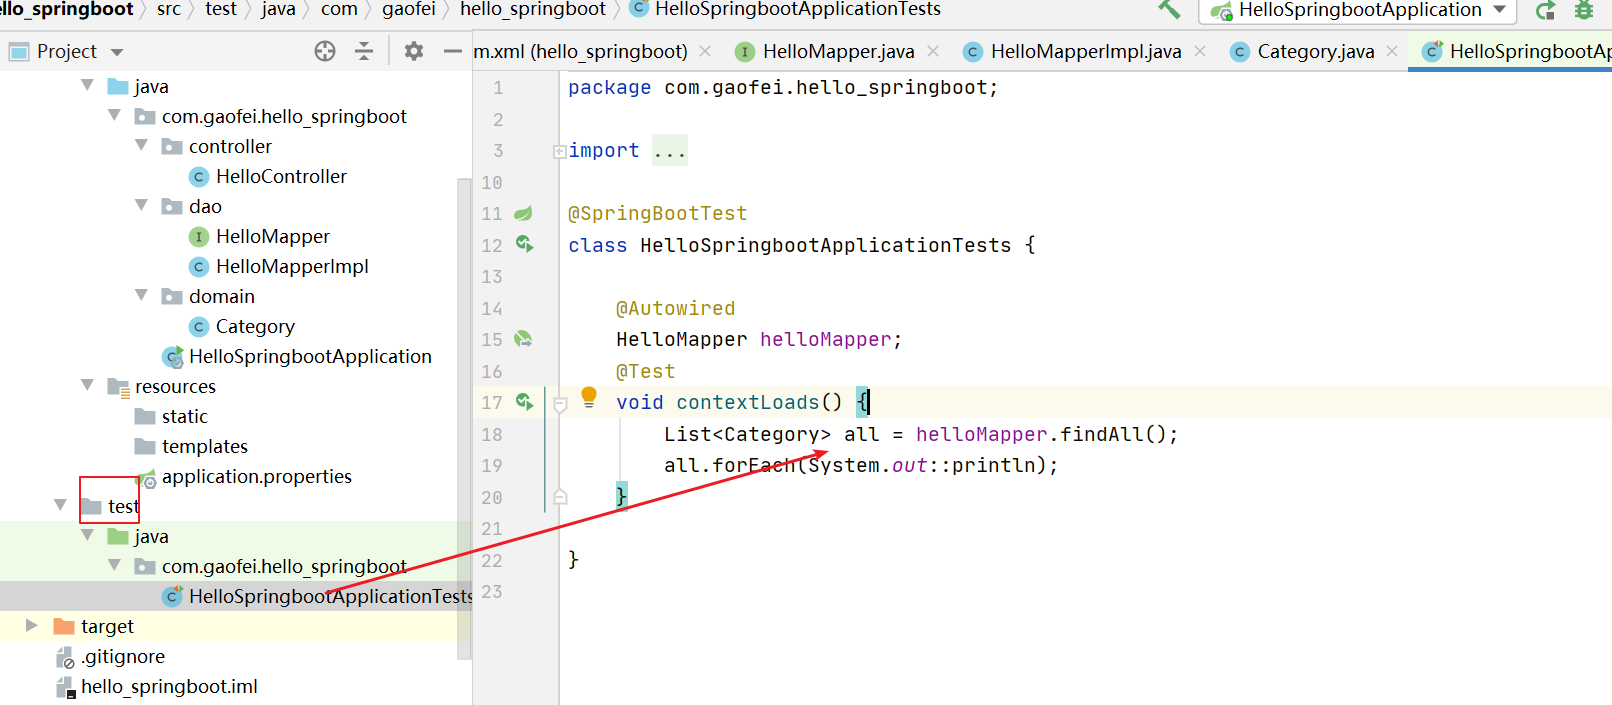 ello_springboot > src > test > java > com > gaofei > hello_springboot > HelloSpringbootApplicationTests
HelloSpringbootApplication
Project
m.xml (hello_springboot)
HelloMapper.java
HelloMapperImpl.java
Category.java
HelloSpringbootAp
java
com.gaofei.hello_springboot
controller
HelloController
dao
HelloMapper
HelloMapperImpl
domain
Category
HelloSpringbootApplication
resources
static
templates
application.properties
test
java
com.gaofei.hello_springboot
HelloSpringbootApplicationTests
target
.gitignore
hello_springboot.iml
1 package com.gaofei.hello_springboot;
2
3 import ...
10
11 @SpringBootTest
12 class HelloSpringbootApplicationTests {
13
14 @Autowired
15 HelloMapper helloMapper;
16 @Test
17 void contextLoads() {
18 List<Category> all = helloMapper.findAll();
19 all.forEach(System.out::println);
20 }
21
22 }
23